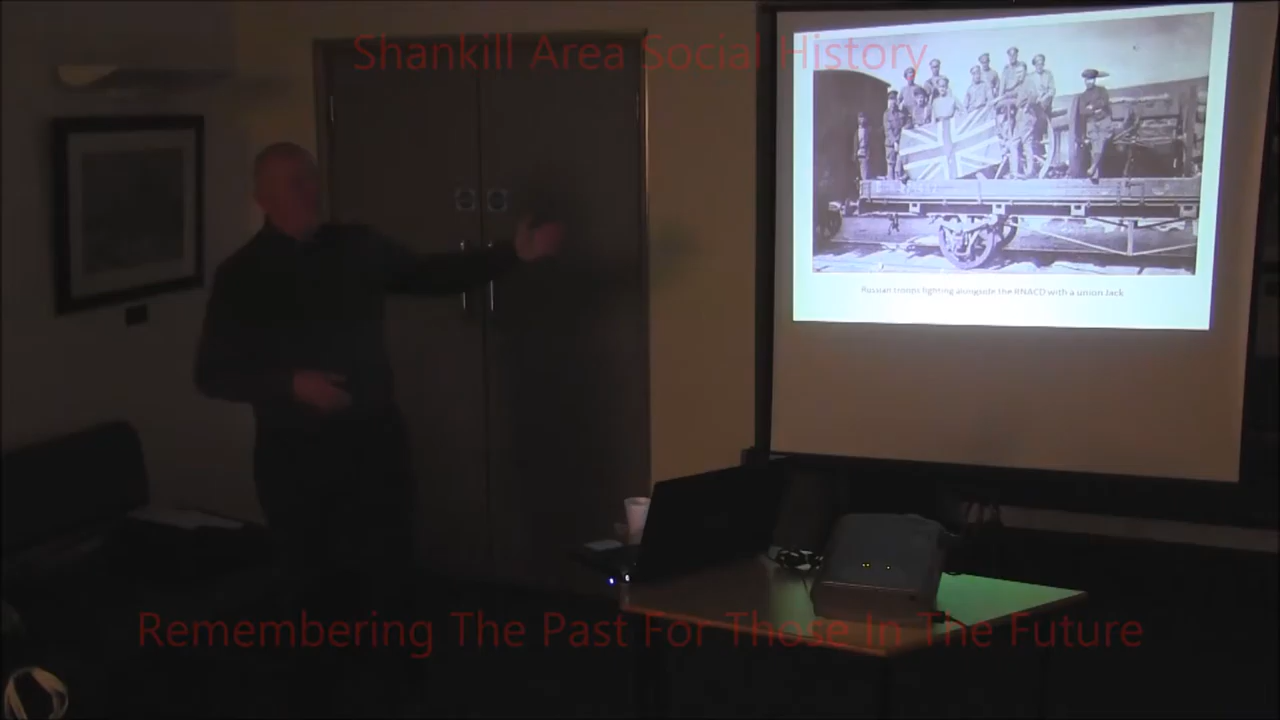 Shankill Area Social History
Russian troops fighting alongside the RNACD with a union Jack
Remembering The Past For Those In The Future